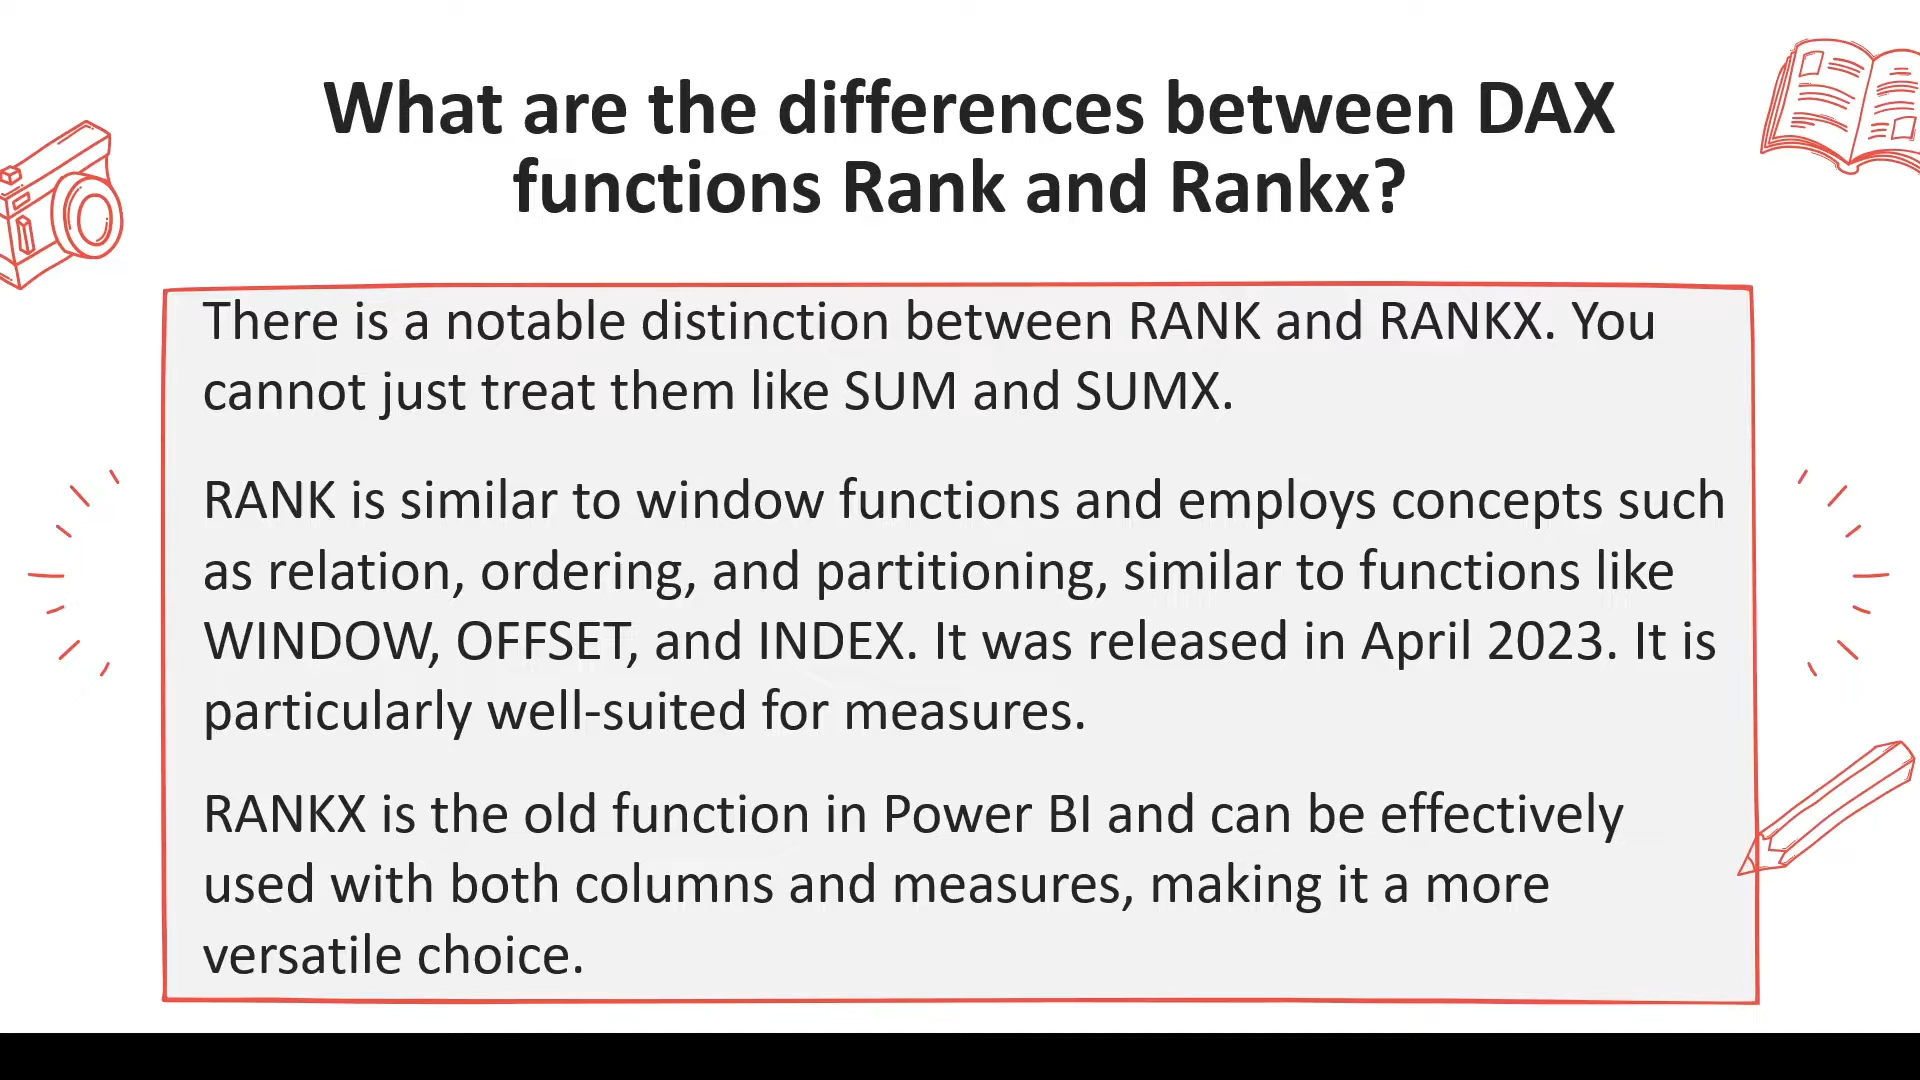 What are the differences between DAX
functions Rank and Rankx?
There is a notable distinction between RANK and RANKX. You
cannot just treat them like SUM and SUMX.
RANK is similar to window functions and employs concepts such
as relation, ordering, and partitioning, similar to functions like
WINDOW, OFFSET, and INDEX. It was released in April 2023. It is
particularly well-suited for measures.
RANKX is the old function in Power BI and can be effectively
used with both columns and measures, making it a more
versatile choice.